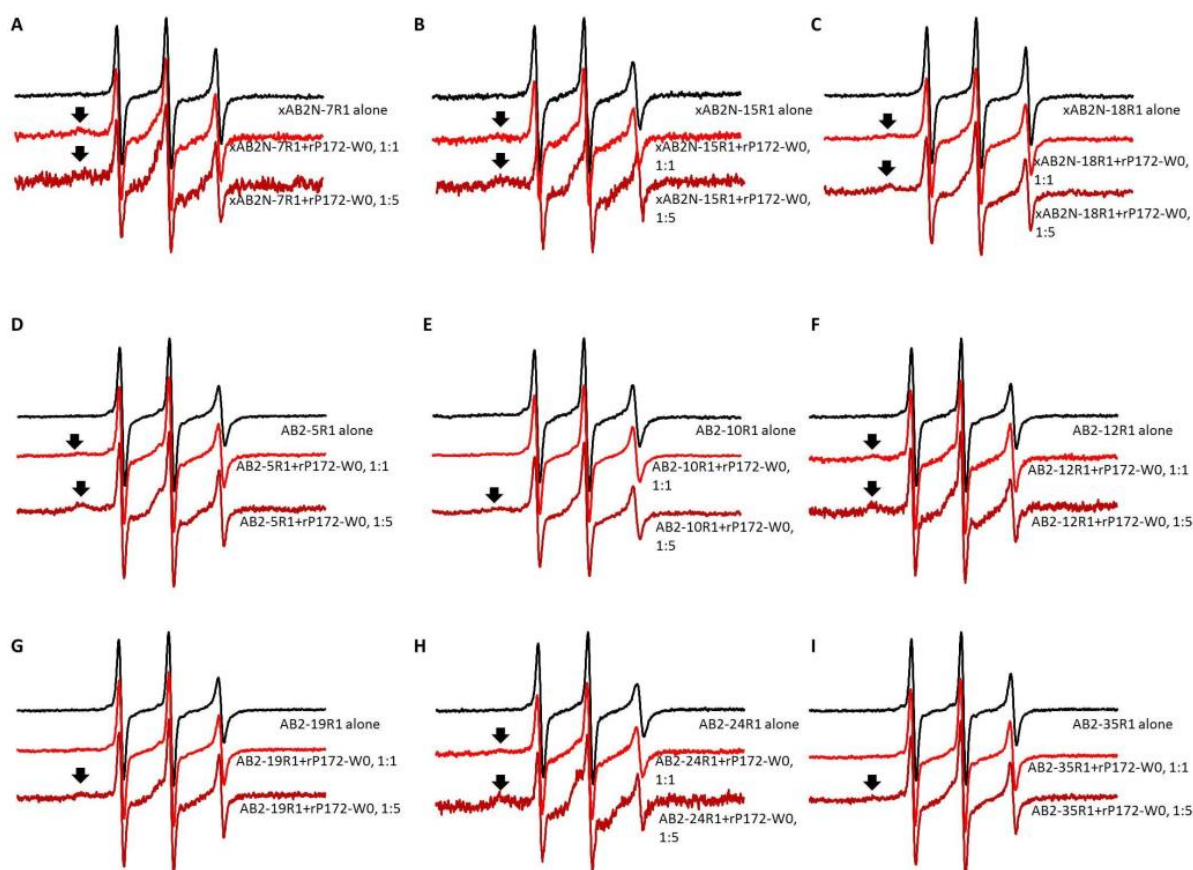 A
xAB2N-7R1 alone
xAB2N-7R1+rP172-W0, 1:1
xAB2N-7R1+rP172-W0, 1:5
B
xAB2N-15R1 alone
xAB2N-15R1+rP172-W0,
1:1
xAB2N-15R1+rP172-W0,
1:5
C
xAB2N-18R1 alone
xAB2N-18R1+rP172-W0,
1:1
xAB2N-18R1+rP172-W0,
1:5
D
AB2-5R1 alone
AB2-5R1+rP172-W0, 1:1
AB2-5R1+rP172-W0, 1:5
E
AB2-10R1 alone
AB2-10R1+rP172-W0,
1:1
AB2-10R1+rP172-W0,
1:5
F
AB2-12R1 alone
AB2-12R1+rP172-W0, 1:1
AB2-12R1+rP172-W0, 1:5
G
AB2-19R1 alone
AB2-19R1+rP172-W0, 1:1
AB2-19R1+rP172-W0, 1:5
H
AB2-24R1 alone
AB2-24R1+rP172-W0,
1:1
AB2-24R1+rP172-W0,
1:5
I
AB2-35R1 alone
AB2-35R1+rP172-W0, 1:1
AB2-35R1+rP172-W0, 1:5